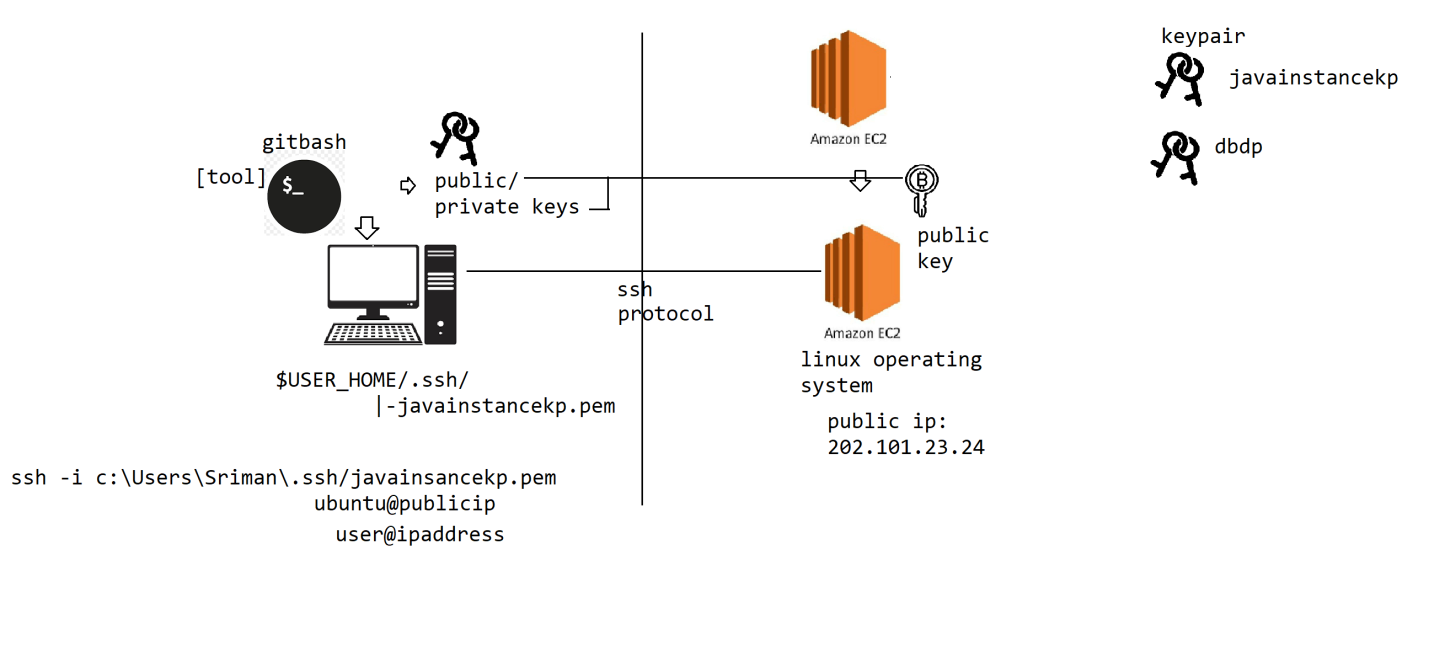 keypair
javainstancekp
dbdp
Amazon EC2
gitbash
[tool]
$_
public/
private keys
B
public
key
ssh
protocol
Amazon EC2
linux operating
system
public ip:
202.101.23.24
$USER_HOME/.ssh/
|-javainstancekp.pem
ssh -i c:\Users\Sriman\.ssh/javainsancekp.pem
ubuntu@publicip
user@ipaddress